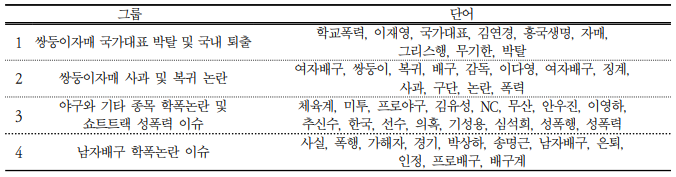 그룹 단어
1 쌍둥이자매 국가대표 박탈 및 국내 퇴출 학교폭력, 이재영, 국가대표, 김연경, 흥국생명, 자매,
그리스행, 무기한, 박탈
2 쌍둥이자매 사과 및 복귀 논란 여자배구, 쌍둥이, 복귀, 배구, 감독, 이다영, 여자배구, 징계,
사과, 구단, 논란, 폭력
3 야구와 기타 종목 학폭논란 및
쇼트트랙 성폭력 이슈 체육계, 미투, 프로야구, 김유성, NC, 무산, 안우진, 이영하,
추신수, 한국, 선수, 의혹, 기성용, 심석희, 성폭행, 성폭력
4 남자배구 학폭논란 이슈 사실, 폭행, 가해자, 경기, 박상하, 송명근, 남자배구, 은퇴,
인정, 프로배구, 배구계